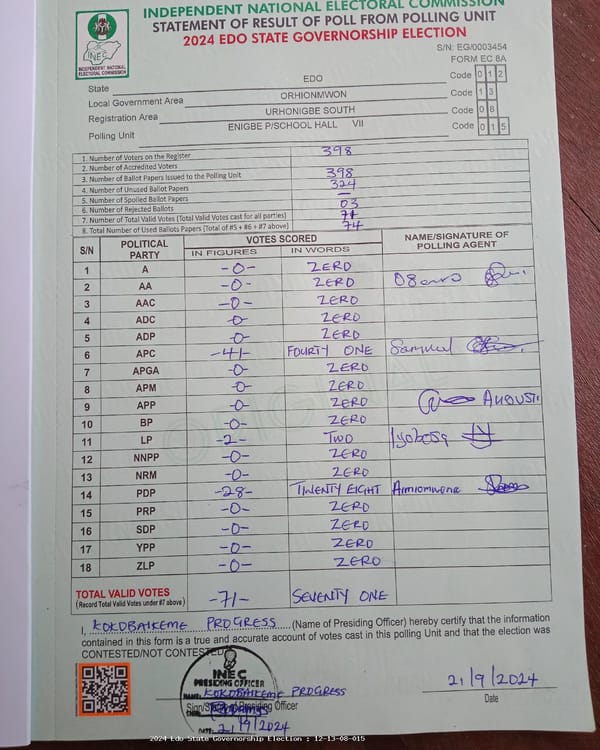 INDEPENDENT NATIONAL ELECTORAL COMMISSION
STATEMENT OF RESULT OF POLL FROM POLLING UNIT
2024 EDO STATE GOVERNORSHIP ELECTION
INEC
INDEPENDENT NATIONAL ELECTORAL COMMISSION
S/N: EG/0003454
FORM EC 8A
State EDO Code 0 1 2
Local Government Area ORHIONMWON Code 1 3
Registration Area URHONIGBE SOUTH Code 0 8
Polling Unit ENIGBE P/SCHOOL HALL VII Code 0 1 5
1. Number of Voters on the Register 398
2. Number of Accredited Voters
3. Number of Ballot Papers Issued to the Polling Unit 398
4. Number of Unused Ballot Papers 324
5. Number of Spoiled Ballot Papers —
6. Number of Rejected Ballots 03
7. Number of Total Valid Votes (Total Valid Votes cast for all parties) 71
8. Total Number of Used Ballots Papers (Total of #5 + #6 + #7 above) 74
S/N POLITICAL PARTY VOTES SCORED NAME/SIGNATURE OF POLLING AGENT
IN FIGURES IN WORDS
1 A -0- ZERO
2 AA -0- ZERO
3 AAC -0- ZERO
4 ADC -0- ZERO
5 ADP -0- ZERO
6 APC -41- FOURTY ONE Samuel
7 APGA -0- ZERO
8 APM -0- ZERO
9 APP -0- ZERO
10 BP -0- ZERO
11 LP -2- TWO Iyobosa
12 NNPP -0- ZERO
13 NRM -0- ZERO
14 PDP -28- TWENTY EIGHT
15 PRP -0- ZERO
16 SDP -0- ZERO
17 YPP -0- ZERO
18 ZLP -0- ZERO
TOTAL VALID VOTES -71- SEVENTY ONE
(Record Total Valid Votes under #7 above)
I, KOKOBAIKEME PROGRESS (Name of Presiding Officer) hereby certify that the information
contained in this form is a true and accurate account of votes cast in this polling Unit and that the election was
CONTESTED/NOT CONTESTED
INEC
PRESIDING OFFICER
NAME: KOKOBAIKEME PROGRESS
Presiding Officer
DATE: 21/9/2024
21/9/2024
Date
2024 Edo State Governorship Election : 12-13-08-015